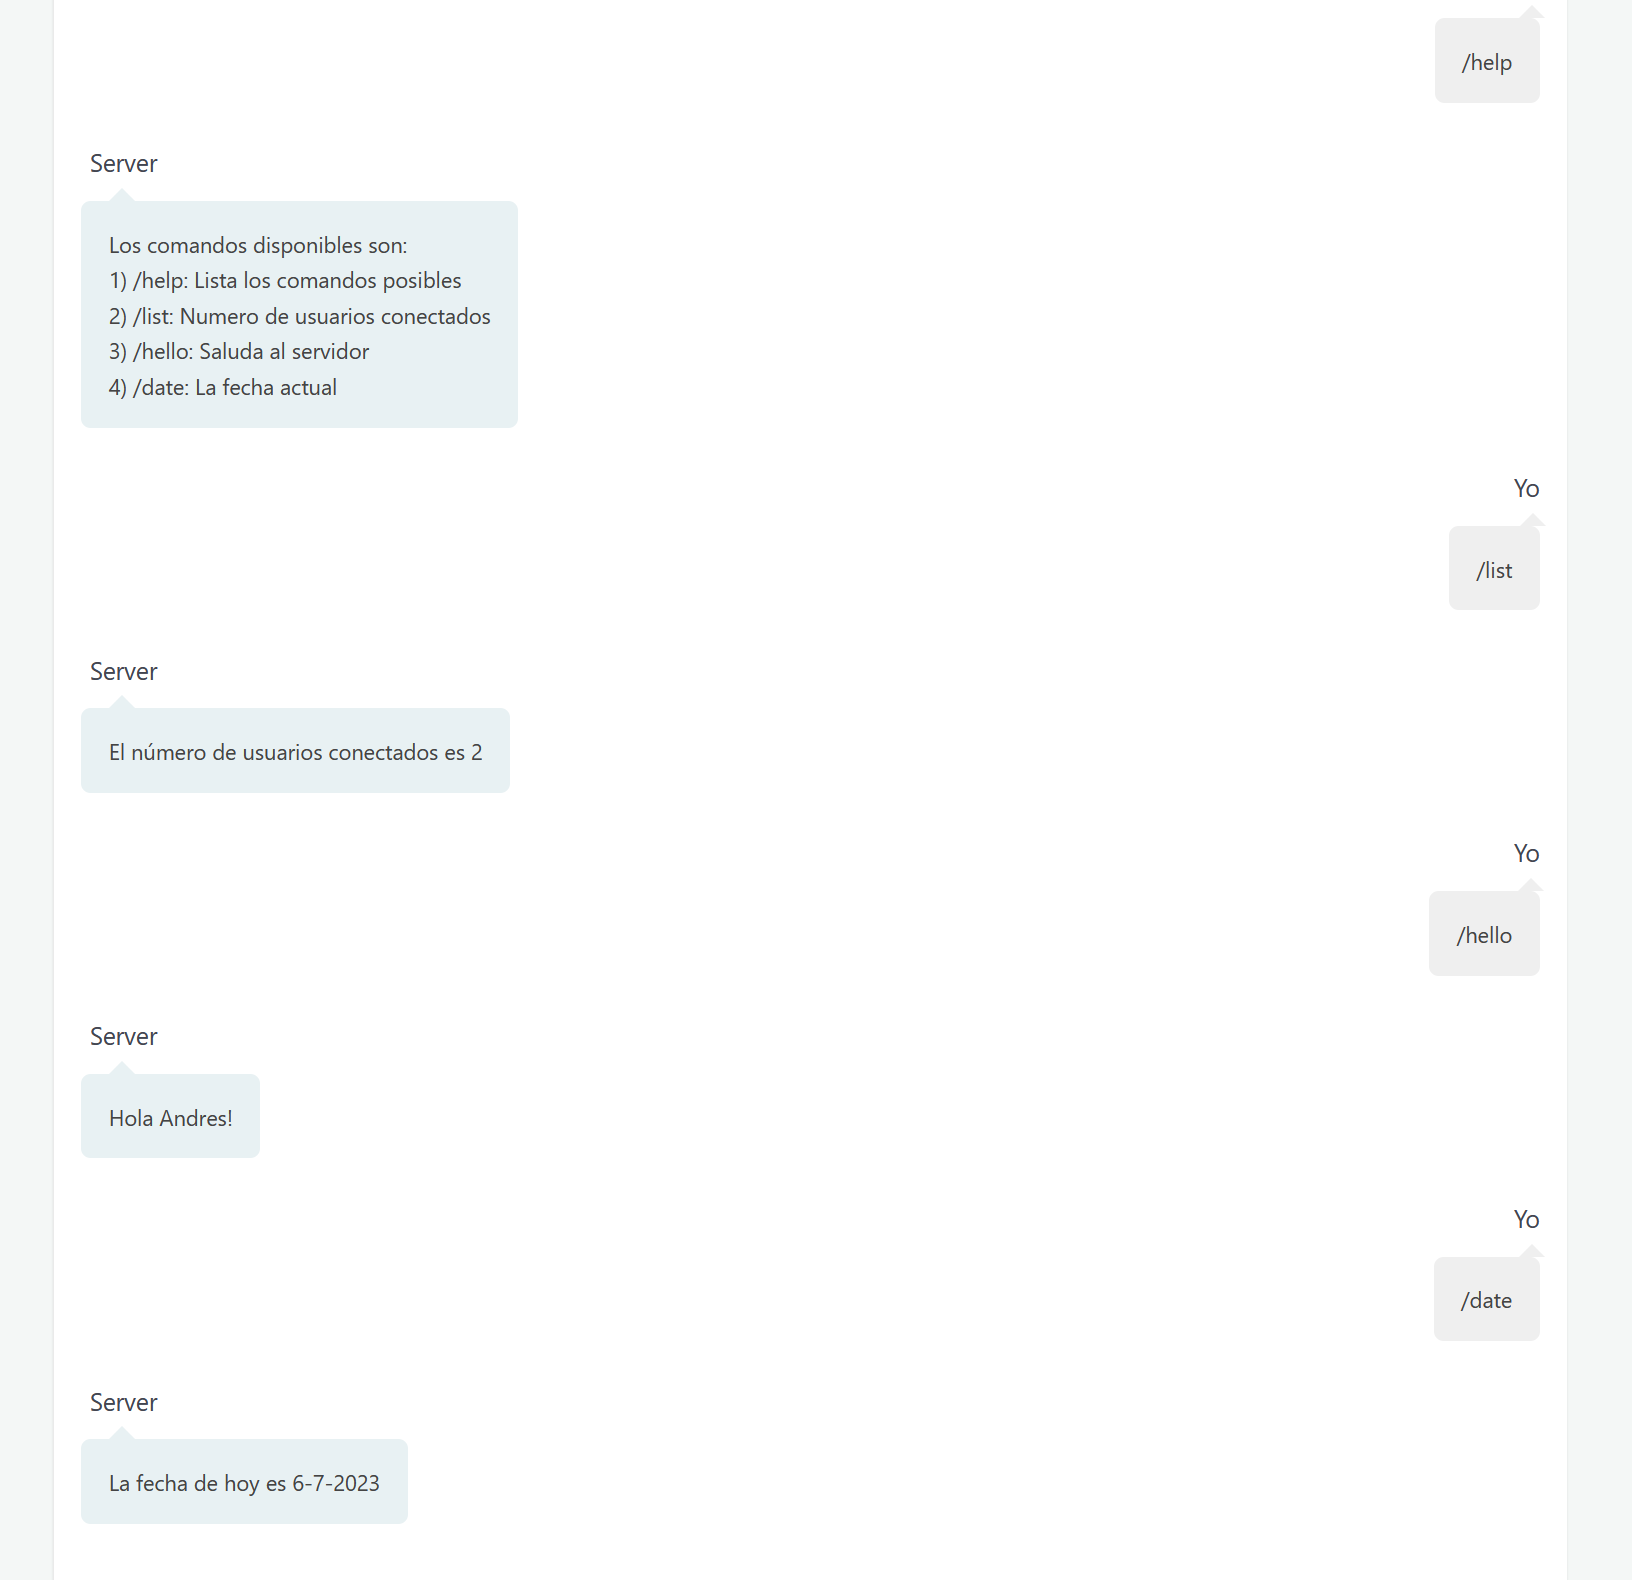 /help
Server
Los comandos disponibles son:
1) /help: Lista los comandos posibles
2) /list: Numero de usuarios conectados
3) /hello: Saluda al servidor
4) /date: La fecha actual
Yo
/list
Server
El número de usuarios conectados es 2
Yo
/hello
Server
Hola Andres!
Yo
/date
Server
La fecha de hoy es 6-7-2023